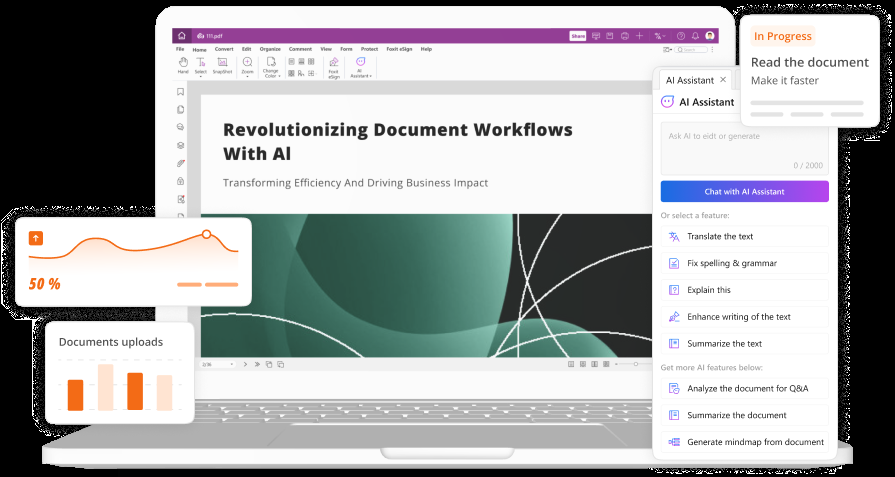 111.pdf
Share
File Home Convert Edit Organize Comment View Form Protect Foxit eSign Help
Search
Hand
Select
SnapShot
Zoom
Change
Color
Foxit
eSign
AI
Assistant
Revolutionizing Document Workflows
With AI
Transforming Efficiency And Driving Business Impact
2/36
In Progress
Read the document
Make it faster
AI Assistant
AI Assistant
Ask AI to eidt or generate
0 / 2000
Chat with AI Assistant
Or select a feature:
Translate the text
Fix spelling & grammar
Explain this
Enhance writing of the text
Summarize the text
Get more AI features below:
Analyze the document for Q&A
Summarize the document
Generate mindmap from document
50 %
Documents uploads